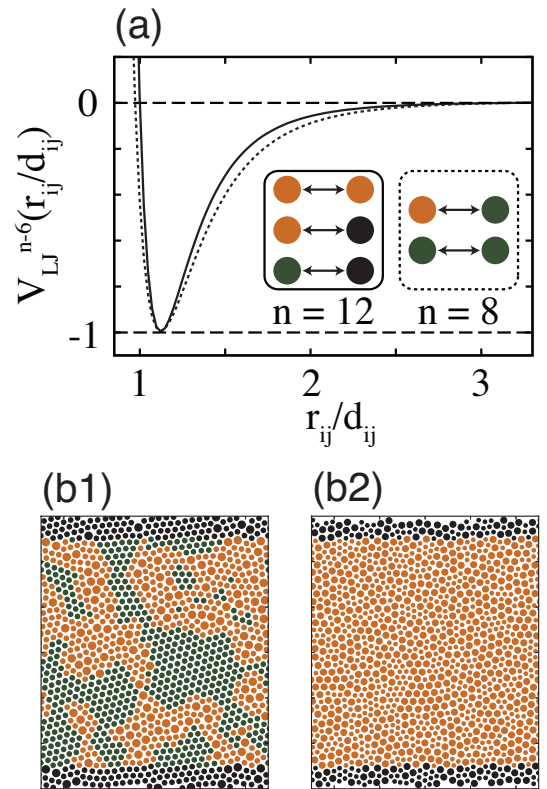 (a)
V_LJ^n-6(r_ij/d_ij)
0
-1
n = 12
n = 8
1
2
3
r_ij/d_ij
(b1)
(b2)